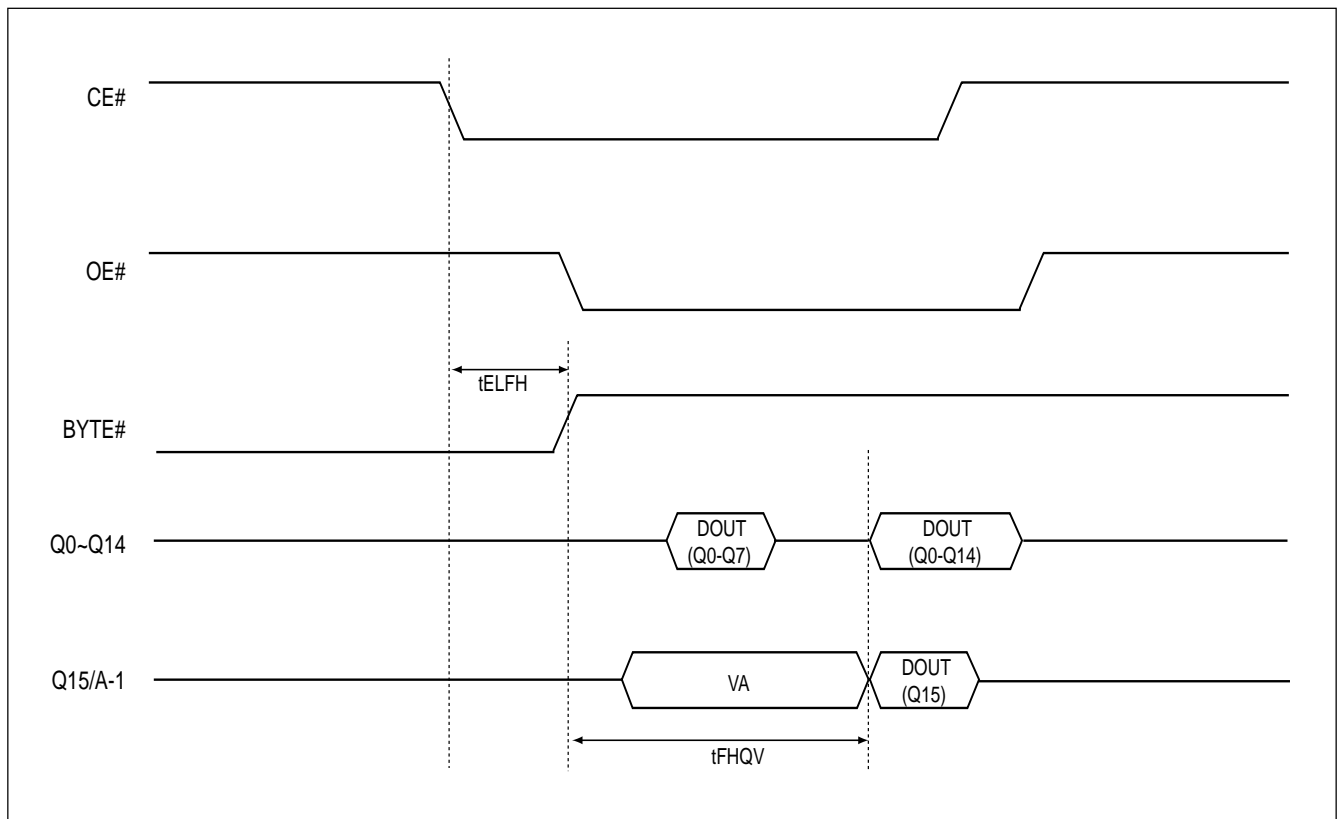 CE#
OE#
tELFH
BYTE#
Q0~Q14
DOUT
(Q0-Q7)
DOUT
(Q0-Q14)
Q15/A-1
VA
DOUT
(Q15)
tFHQV